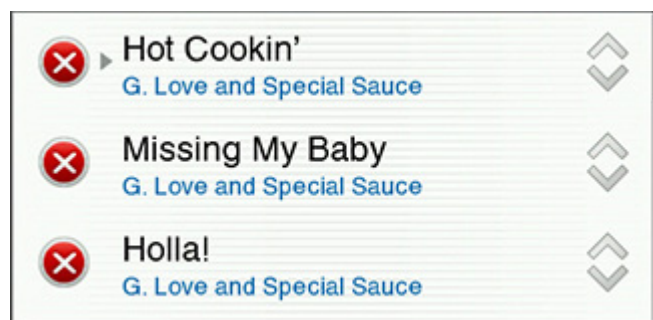 Hot Cookin’
G. Love and Special Sauce
Missing My Baby
G. Love and Special Sauce
Holla!
G. Love and Special Sauce